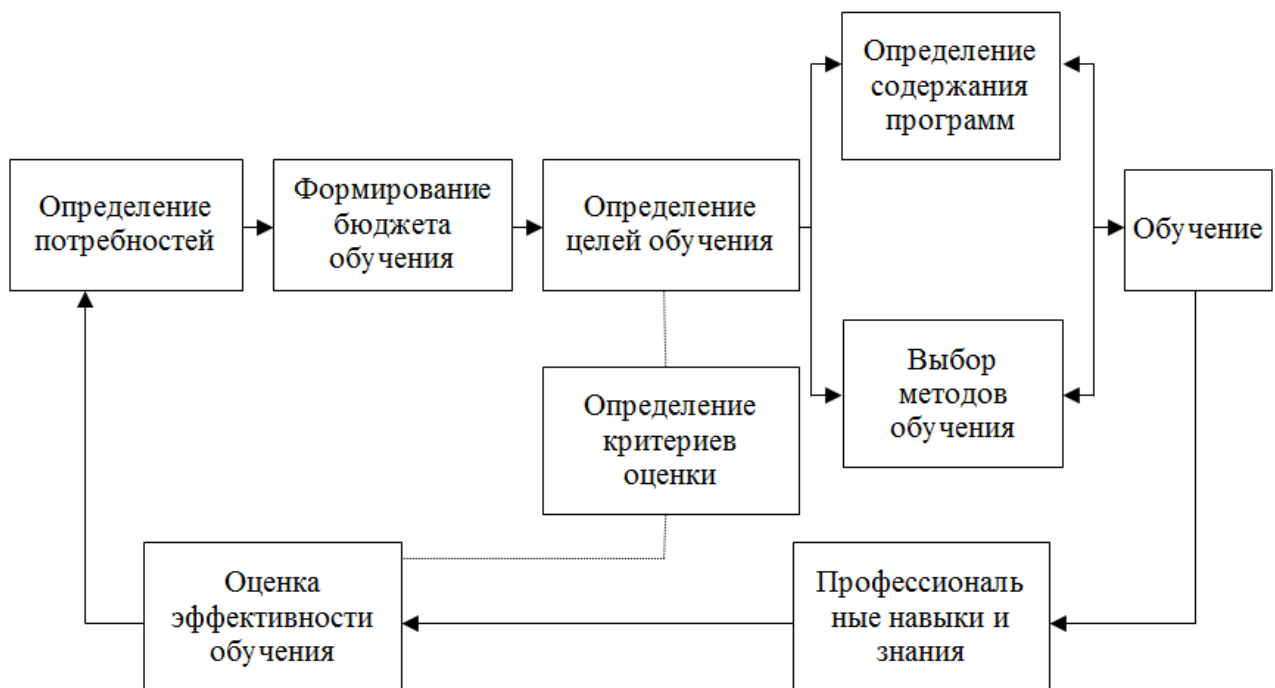 Определение
содержания
программ
Определение
потребностей
Формирование
бюджета
обучения
Определение
целей обучения
Обучение
Выбор
методов
обучения
Определение
критериев
оценки
Оценка
эффективности
обучения
Профессиональ
ные навыки и
знания